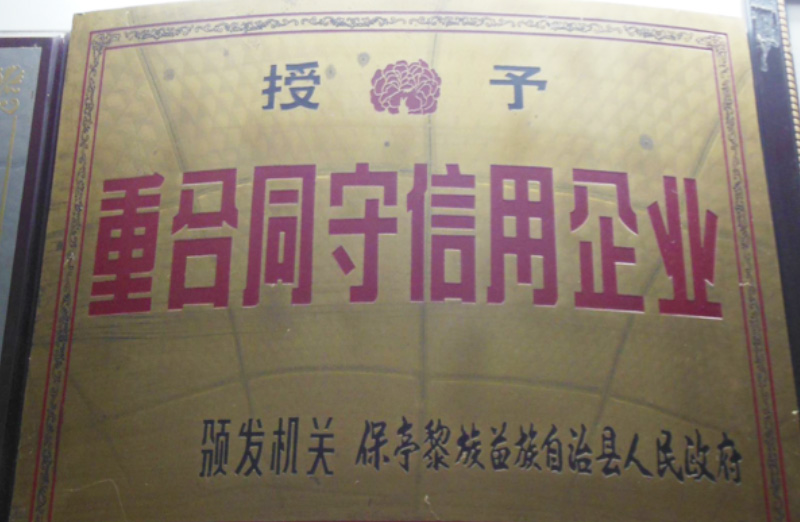 授予
重合同守信用企业
颁发机关 保亭黎族苗族自治县人民政府